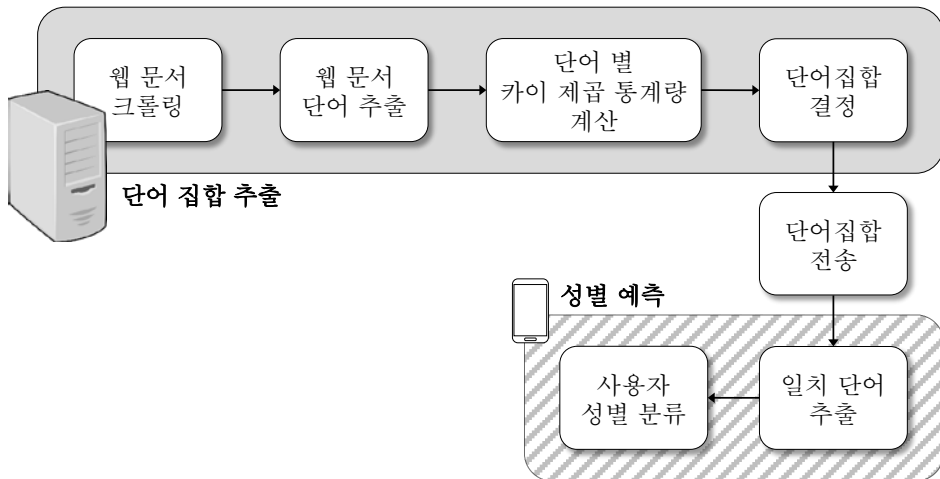 웹 문서
크롤링
웹 문서
단어 추출
단어 별
카이 제곱 통계량
계산
단어집합
결정
단어 집합 추출
단어집합
전송
성별 예측
일치 단어
추출
사용자
성별 분류